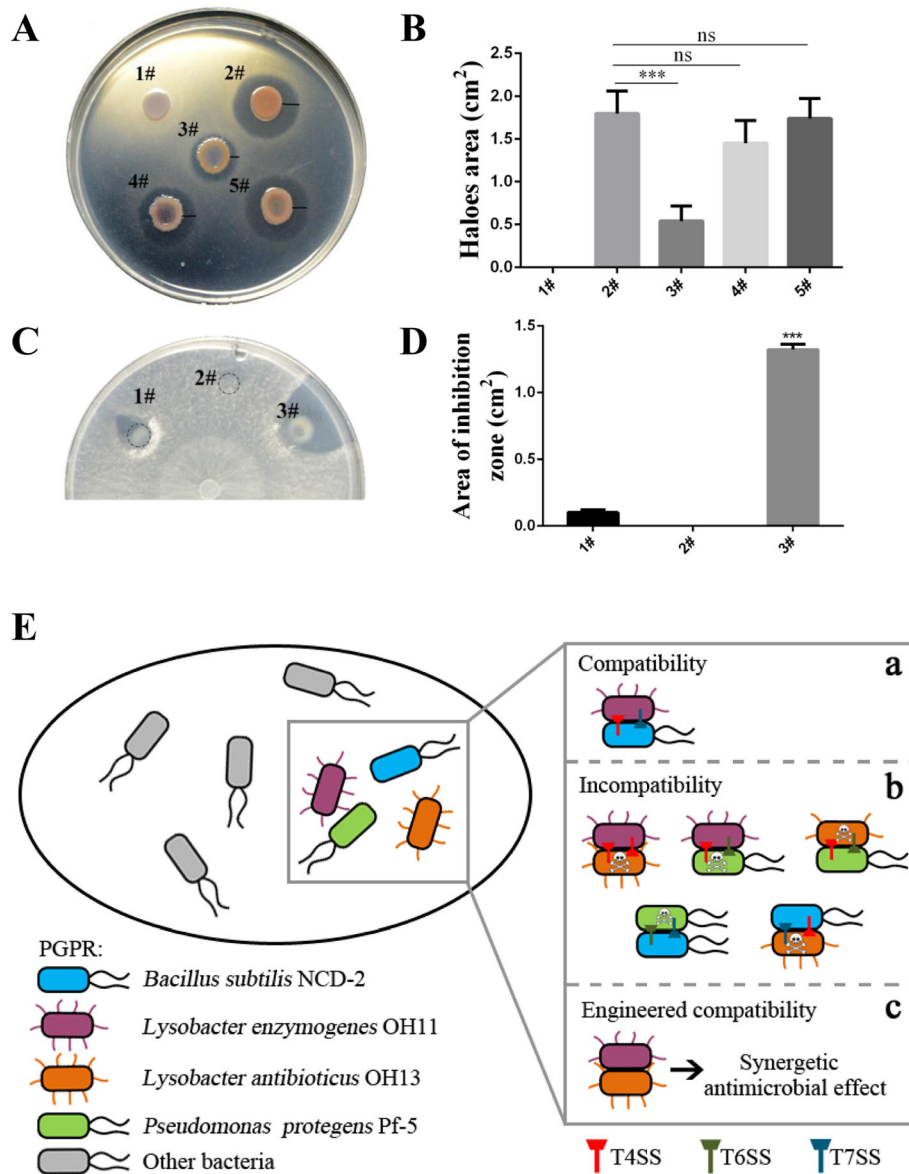 A
1#
2#
3#
4#
5#
B
Haloes area (cm²)
2.5
2.0
1.5
1.0
0.5
0.0
ns
ns
***
1#
2#
3#
4#
5#
C
1#
2#
3#
D
Area of inhibition
zone (cm²)
1.5
1.0
0.5
0.0
***
1#
2#
3#
E
PGPR:
Bacillus subtilis NCD-2
Lysobacter enzymogenes OH11
Lysobacter antibioticus OH13
Pseudomonas protegens Pf-5
Other bacteria
Compatibility
a
Incompatibility
b
Engineered compatibility
c
Synergetic
antimicrobial effect
T4SS
T6SS
T7SS